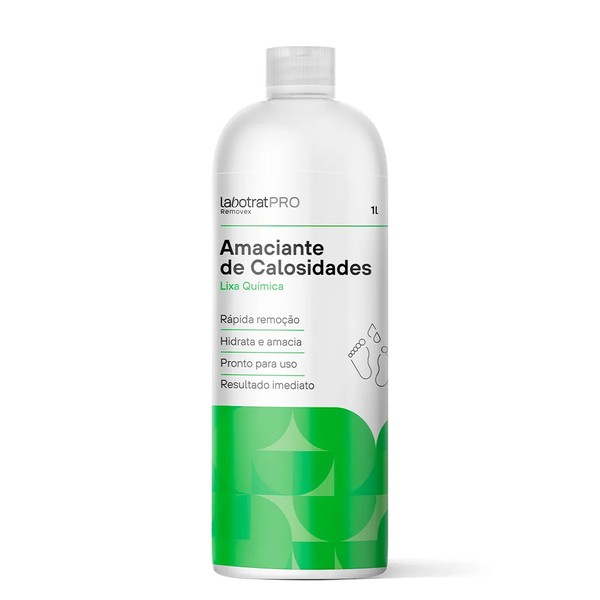 labotratPRO
Removex
1L
Amaciante
de Calosidades
Lixa Química
Rápida remoção
Hidrata e amacia
Pronto para uso
Resultado imediato